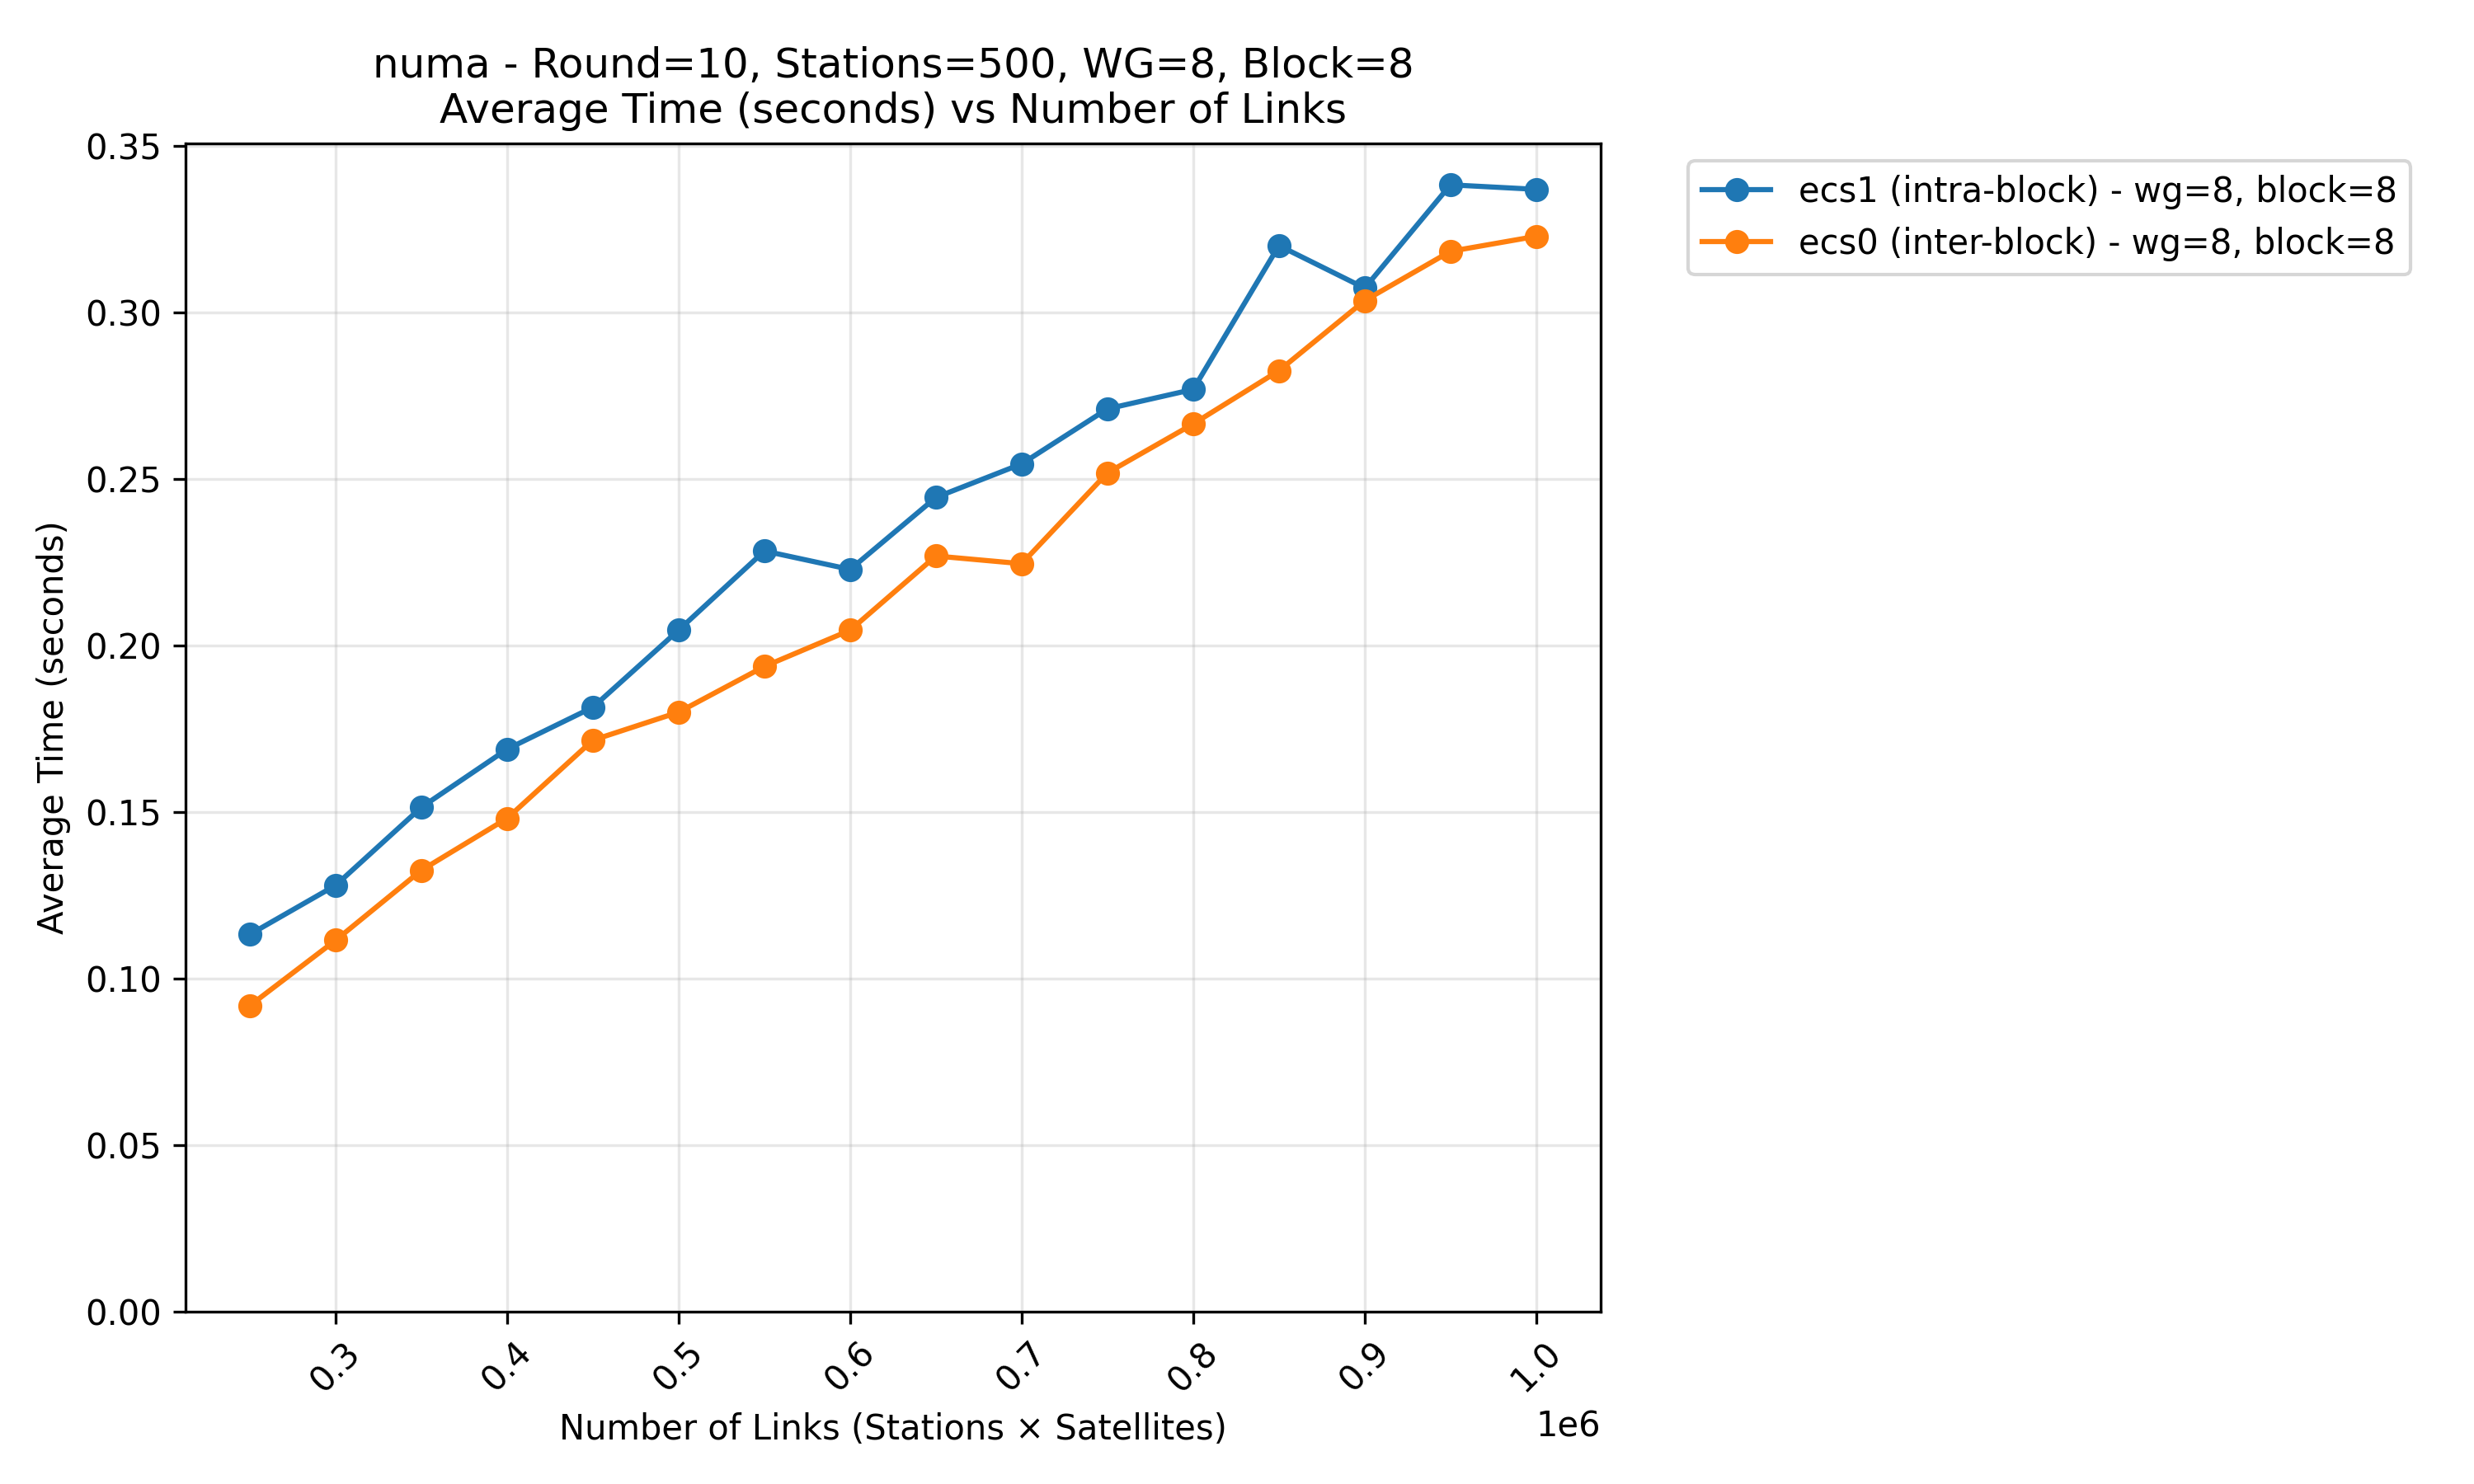 numa - Round=10, Stations=500, WG=8, Block=8
Average Time (seconds) vs Number of Links
ecs1 (intra-block) - wg=8, block=8
ecs0 (inter-block) - wg=8, block=8
Average Time (seconds)
0.35
0.30
0.25
0.20
0.15
0.10
0.05
0.00
0.3
0.4
0.5
0.6
0.7
0.8
0.9
1.0
1e6
Number of Links (Stations × Satellites)